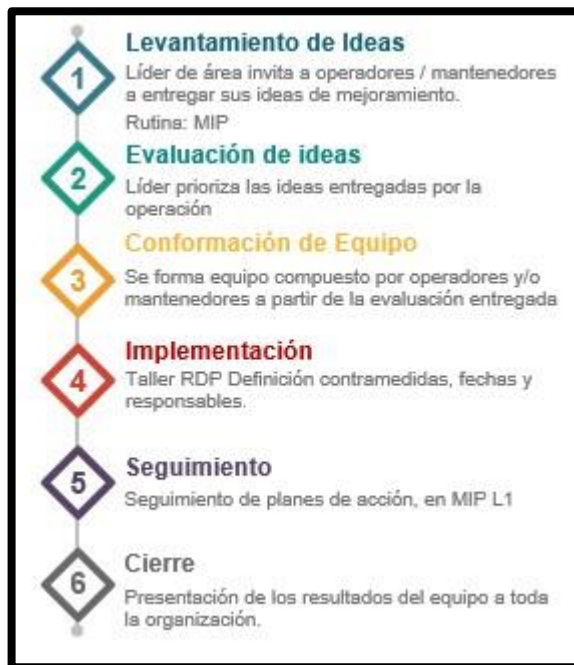 1
Levantamiento de Ideas
Líder de área invita a operadores / mantenedores
a entregar sus ideas de mejoramiento.
Rutina: MIP
2
Evaluación de ideas
Líder prioriza las ideas entregadas por la
operación
3
Conformación de Equipo
Se forma equipo compuesto por operadores y/o
mantenedores a partir de la evaluación entregada
4
Implementación
Taller RDP Definición contramedidas, fechas y
responsables.
5
Seguimiento
Seguimiento de planes de acción, en MIP L1
6
Cierre
Presentación de los resultados del equipo a toda
la organización.